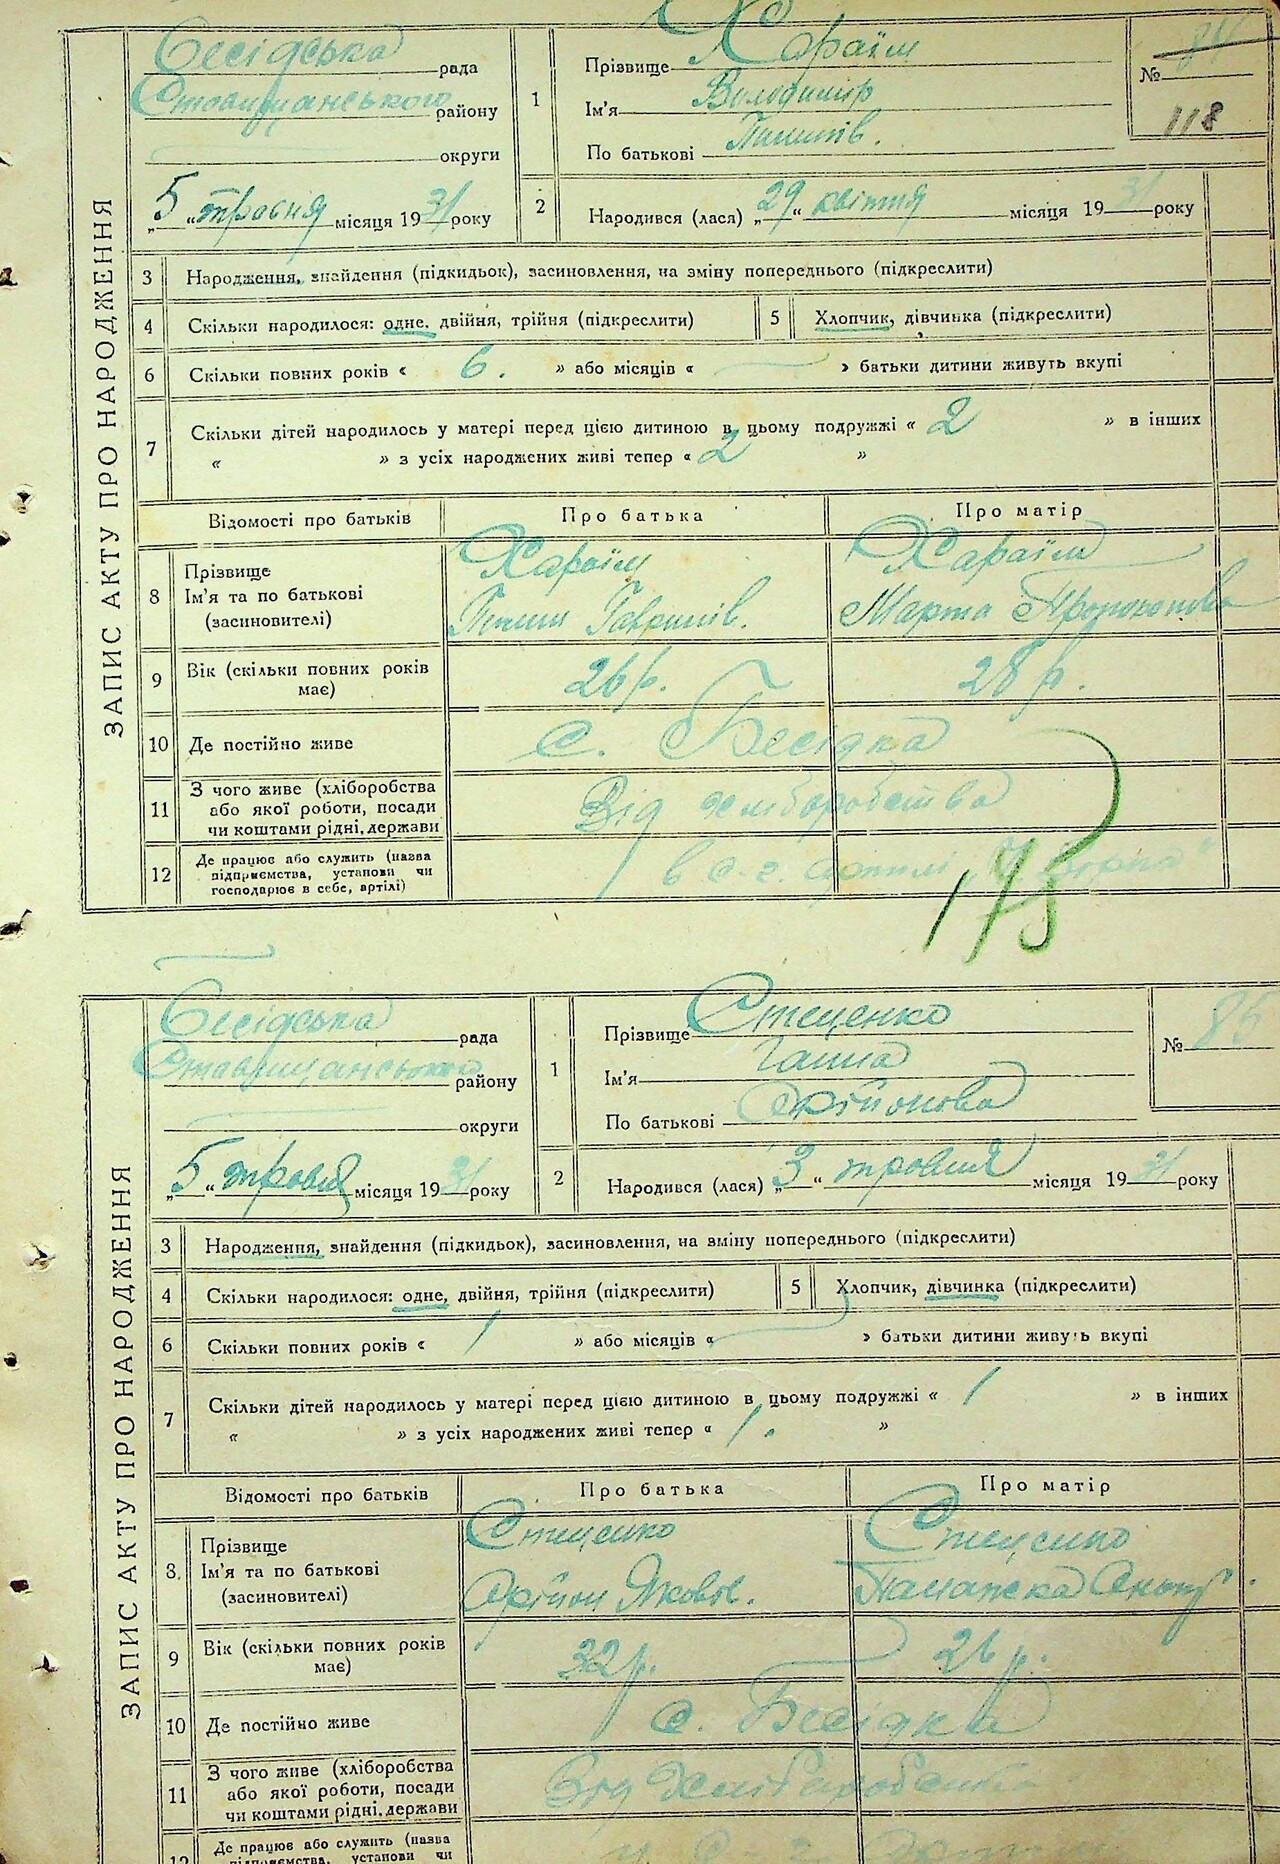 ЗАПИС АКТУ ПРО НАРОДЖЕННЯ
Бесідська рада
Ставищанського району
округи
„5“ травня місяця 1931 року
1
Прізвище Хараїм
Ім'я Володимир
По батькові
№ 84
118
2
Народився (лася) „29“ квітня місяця 1931 року
3 Народження, знайдення (підкидьок), засиновлення, на зміну попереднього (підкреслити)
4 Скільки народилося: одне, двійня, трійня (підкреслити)
5 Хлопчик, дівчинка (підкреслити)
6 Скільки повних років « 6. » або місяців « — » батьки дитини живуть вкупі
7 Скільки дітей народилось у матері перед цією дитиною в цьому подружжі « 2 » в інших
« » з усіх народжених живі тепер « 2 »
Відомості про батьків Про батька Про матір
8 Прізвище Ім'я та по батькові (засиновителі)
Хараїм Гаврилів.
Хараїм Марта Прокопова
9 Вік (скільки повних років має) 26 р. 28 р.
10 Де постійно живе с. Бесідка
11 З чого живе (хліборобства або якої роботи, посади чи коштами рідні, держави Від хліборобства
12 Де працює або служить (назва підприємства, установи чи господарює в себе, артілі) в с.-г. артілі
175
ЗАПИС АКТУ ПРО НАРОДЖЕННЯ
Бесідська рада
Ставищанського району
округи
„5“ травня місяця 1931 року
1
Прізвище Стеценко
Ім'я Ганна
По батькові
№ 85
2
Народився (лася) „3“ травня місяця 1931 року
3 Народження, знайдення (підкидьок), засиновлення, на зміну попереднього (підкреслити)
4 Скільки народилося: одне, двійня, трійня (підкреслити)
5 Хлопчик, дівчинка (підкреслити)
6 Скільки повних років « 1 » або місяців « — » батьки дитини живуть вкупі
7 Скільки дітей народилось у матері перед цією дитиною в цьому подружжі « 1 » в інших
« » з усіх народжених живі тепер « 1. »
Відомості про батьків Про батька Про матір
8. Прізвище Ім'я та по батькові (засиновителі)
Стеценко Яковв.
Стеценко
9 Вік (скільки повних років має) 32 р. 26 р.
10 Де постійно живе с. Бесідка
11 З чого живе (хліборобства або якої роботи, посади чи коштами рідні, держави Від хліборобства
12 Де працює або служить (назва підприємства, установи чи